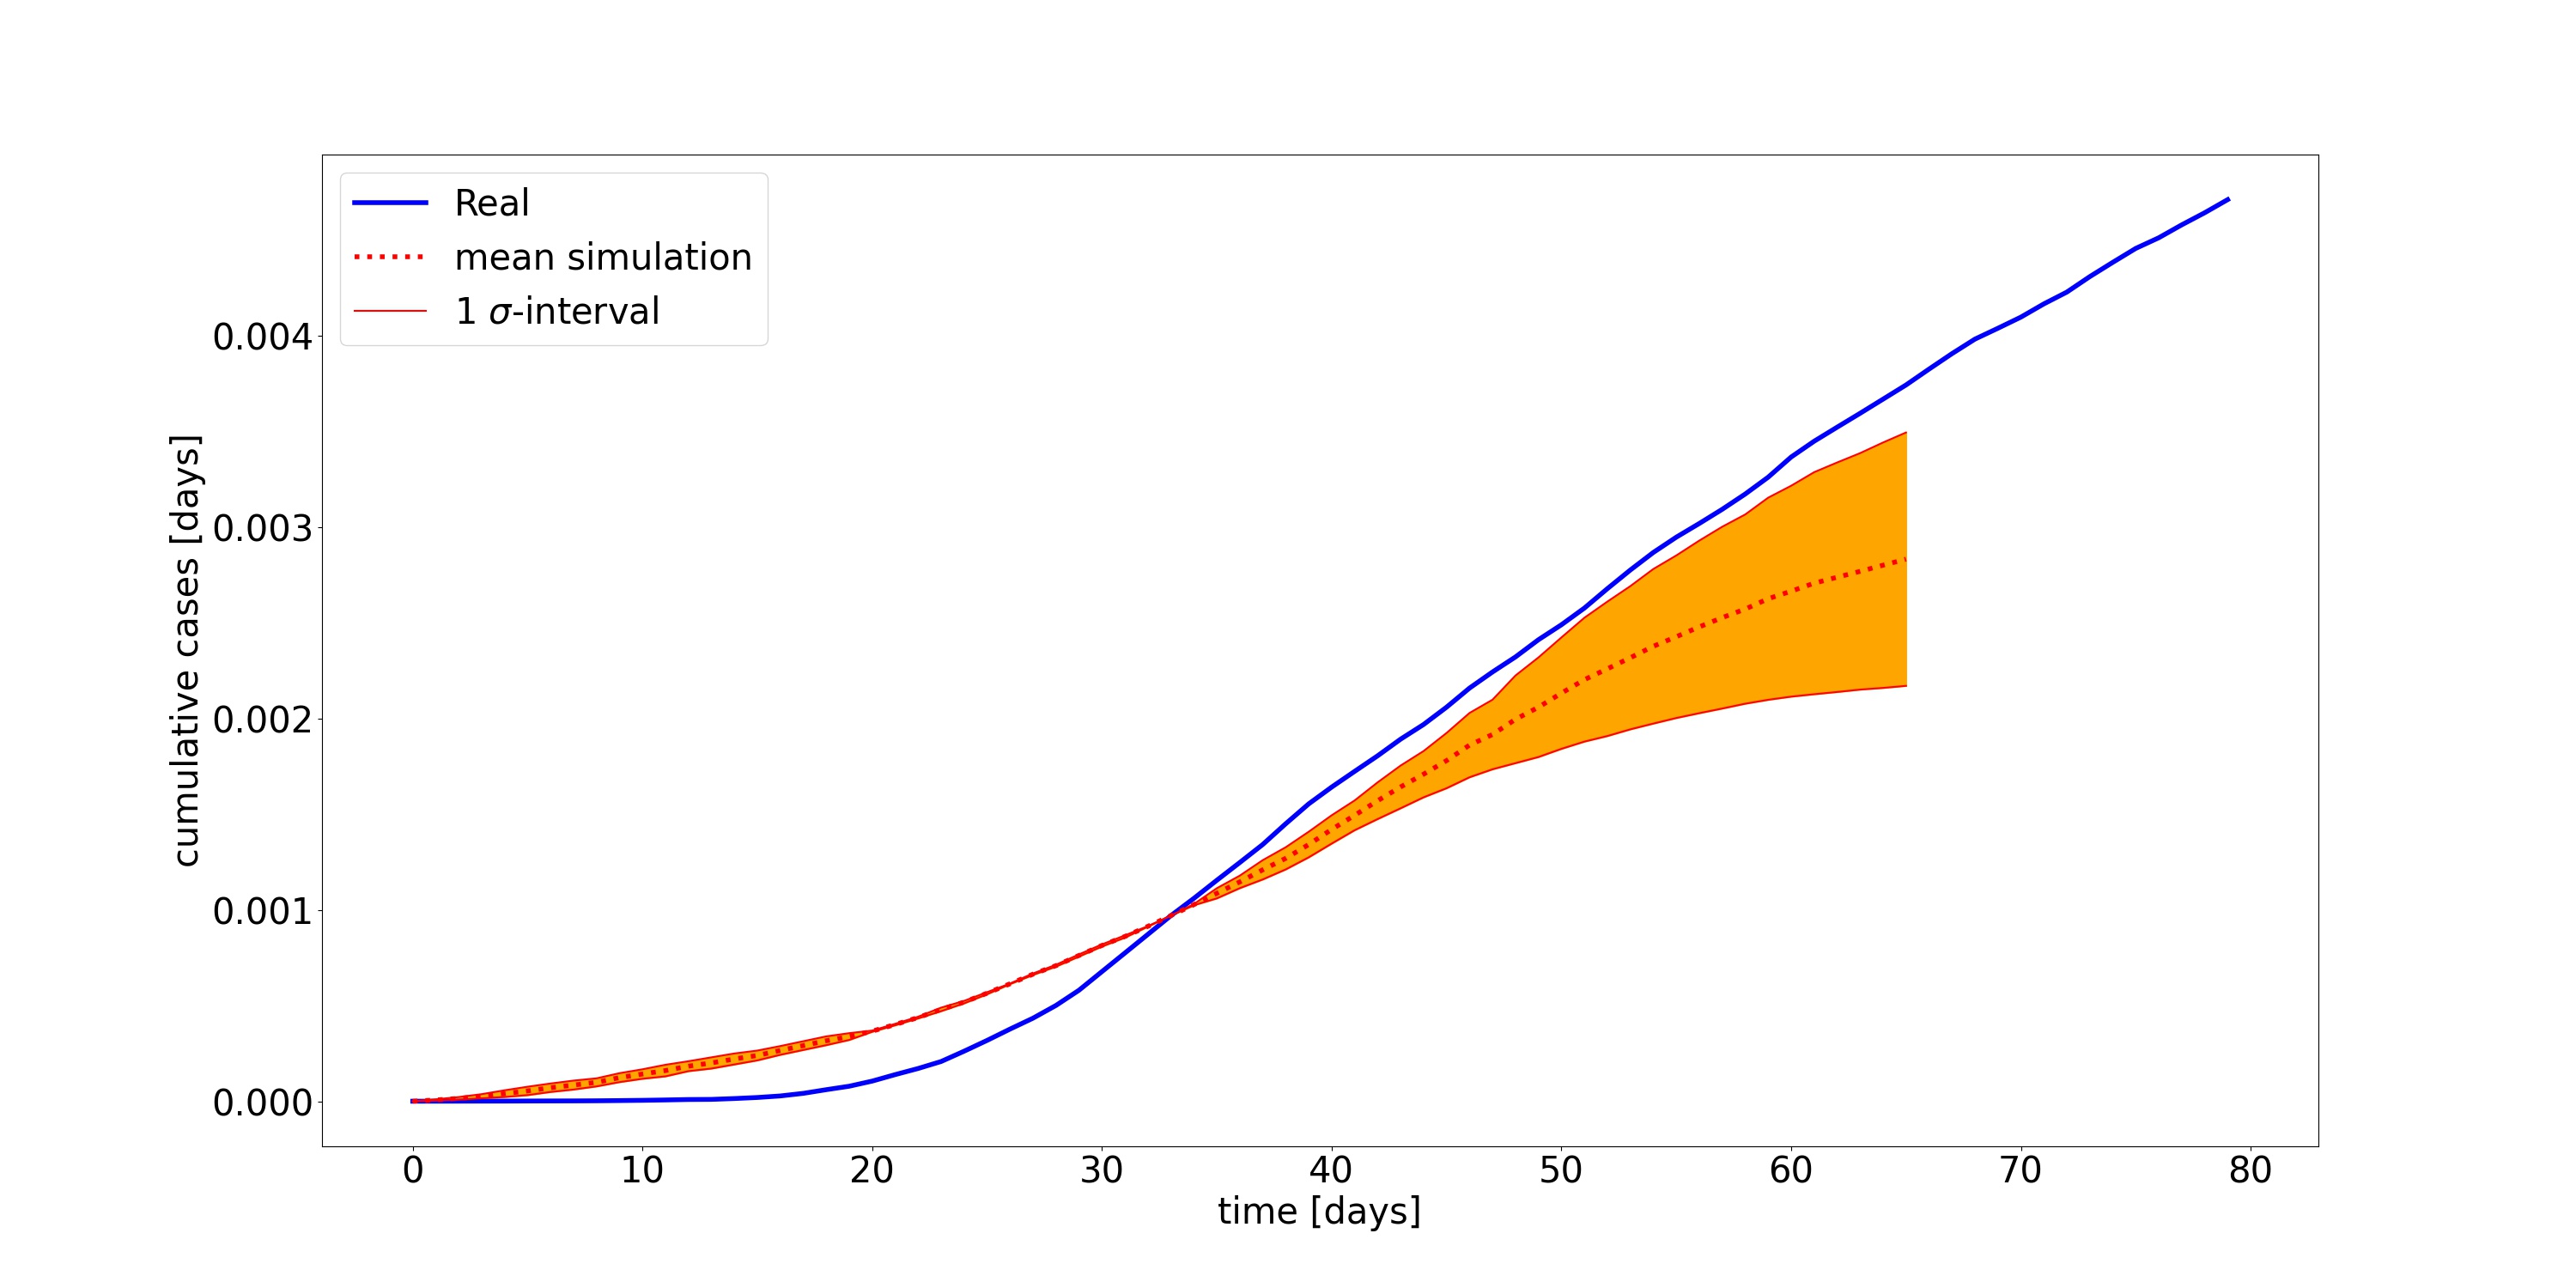 Real
mean simulation
1 σ-interval
0.004
0.003
0.002
0.001
0.000
cumulative cases [days]
0 10 20 30 40 50 60 70 80
time [days]